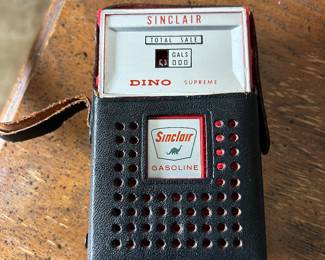 SINCLAIR
TOTAL SALE
GALS
000
DINO SUPREME
Sinclair
GASOLINE